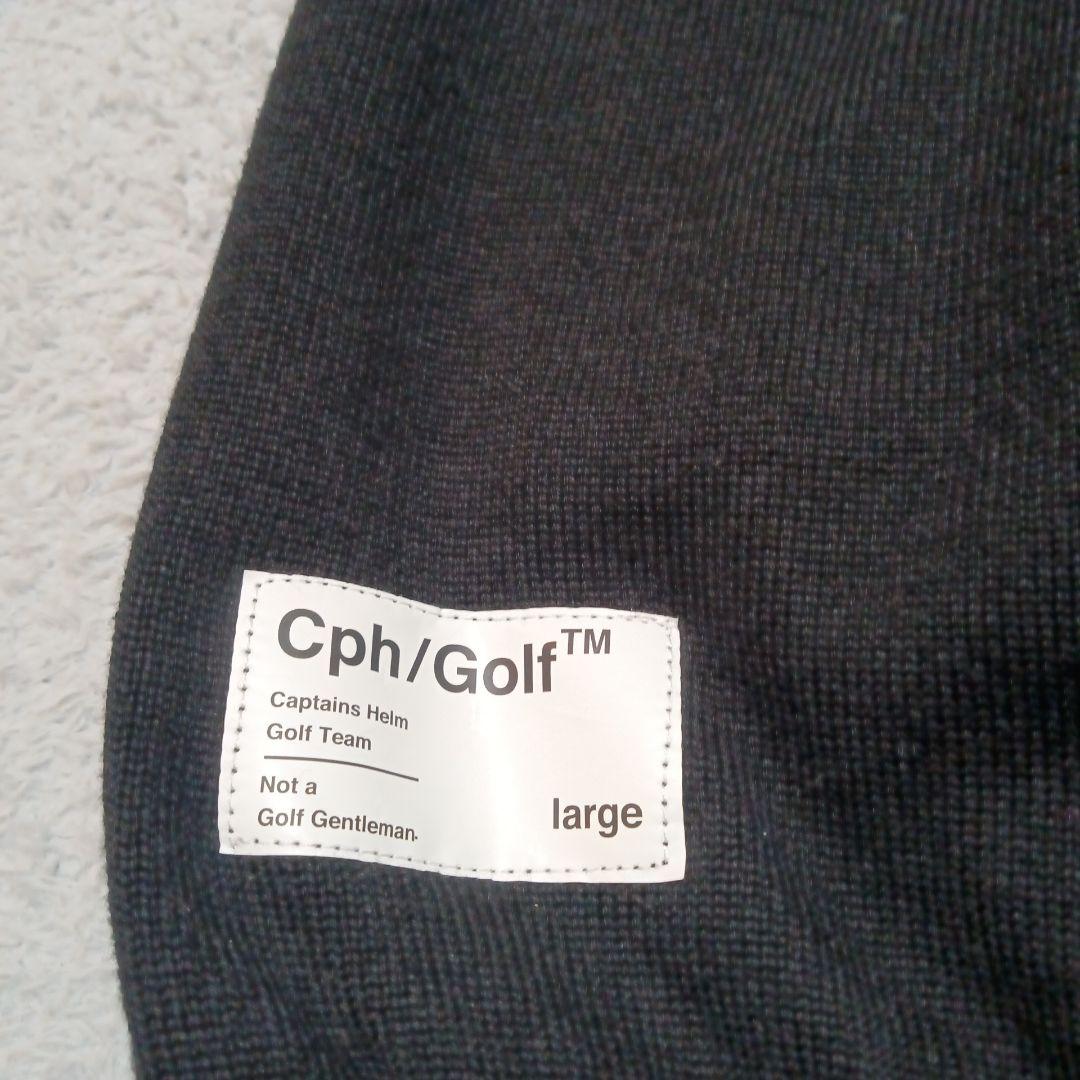 Cph/Golf™
Captains Helm
Golf Team
Not a
Golf Gentleman.
large